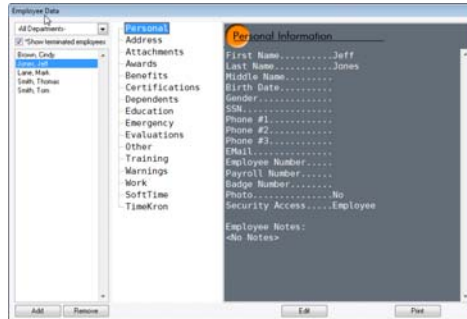 Employee Data
-All Departments-
*Show terminated employees
Brown, Cindy
Jones, Jeff
Lane, Mark
Smith, Thomas
Smith, Tom
Add
Remove
Personal
Address
Attachments
Awards
Benefits
Certifications
Dependents
Education
Emergency
Evaluations
Other
Training
Warnings
Work
SoftTime
TimeKron
Personal Information
First Name..........Jeff
Last Name...........Jones
Middle Name.........
Birth Date..........
Gender..............
SSN.................
Phone #1............
Phone #2............
Phone #3............
EMail...............
Employee Number.....
Payroll Number......
Badge Number........
Photo...............No
Security Access.....Employee
Employee Notes:
<No Notes>
Edit
Print